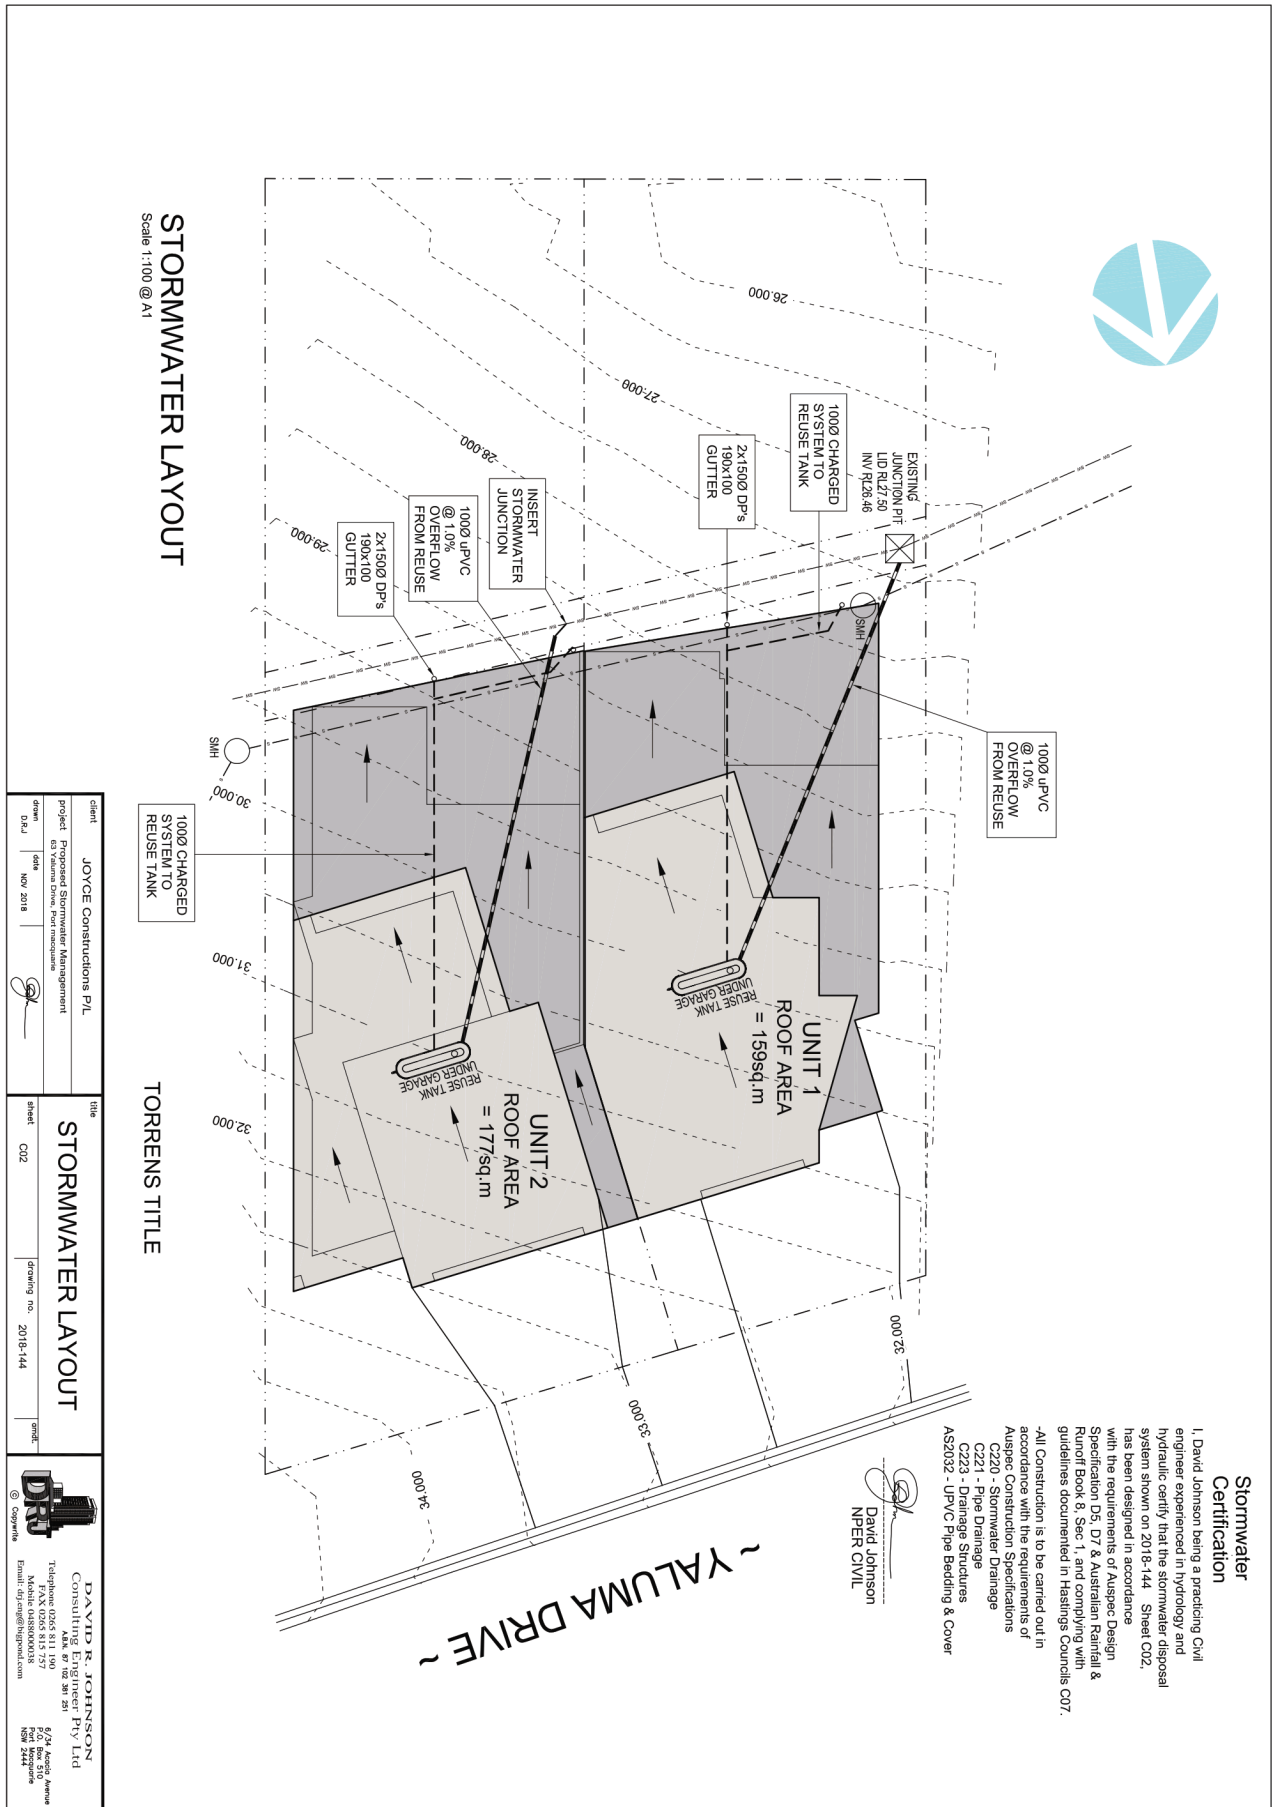 Stormwater
Certification
I, David Johnson being a practicing Civil
engineer experienced in hydrology and
hydraulic certify that the stormwater disposal
system shown on 2018-144 Sheet C02,
has been designed in accordance
with the requirements of Auspec Design
Specification D5, D7 & Australian Rainfall &
Runoff Book 8, Sec 1, and complying with
guidelines documented in Hastings Councils C07.
-All Construction is to be carried out in
accordance with the requirements of
Auspec Construction Specifications
C220 - Stormwater Drainage
C221 - Pipe Drainage
C223 - Drainage Structures
AS2032 - UPVC Pipe Bedding & Cover
David Johnson
NPER CIVIL
~ YALUMA DRIVE ~
EXISTING
JUNCTION PIT
LID RL27.50
INV RL26.46
100Ø CHARGED
SYSTEM TO
REUSE TANK
2x150Ø DP's
190x100
GUTTER
INSERT
STORMWATER
JUNCTION
100Ø uPVC
@ 1.0%
OVERFLOW
FROM REUSE
2x150Ø DP's
190x100
GUTTER
100Ø uPVC
@ 1.0%
OVERFLOW
FROM REUSE
100Ø CHARGED
SYSTEM TO
REUSE TANK
SMH
SMH
UNIT 1
ROOF AREA
= 159sq.m
REUSE TANK
UNDER GARAGE
UNIT 2
ROOF AREA
= 177sq.m
REUSE TANK
UNDER GARAGE
26.000
27.000
28.000
29.000
30.000
31.000
32.000
32.000
33.000
34.000
STORMWATER LAYOUT
Scale 1:100 @ A1
TORRENS TITLE
client
JOYCE Constructions P/L
project Proposed Stormwater Management
63 Yaluma Drive, Port macquarie
drawn
D.R.J
date
NOV 2018
title
STORMWATER LAYOUT
sheet
C02
drawing no.
2018-144
amdt.
© Copywrite
DAVID R. JOHNSON
Consulting Engineer Pty Ltd
A.B.N. 87 102 381 251
Telephone 0265 811 190
FAX 0265 815 757
Mobile 0488000038
Email: drj.eng@bigpond.com
6/34 Acacia Avenue
P.O. Box 510
Port Macquarie
NSW 2444